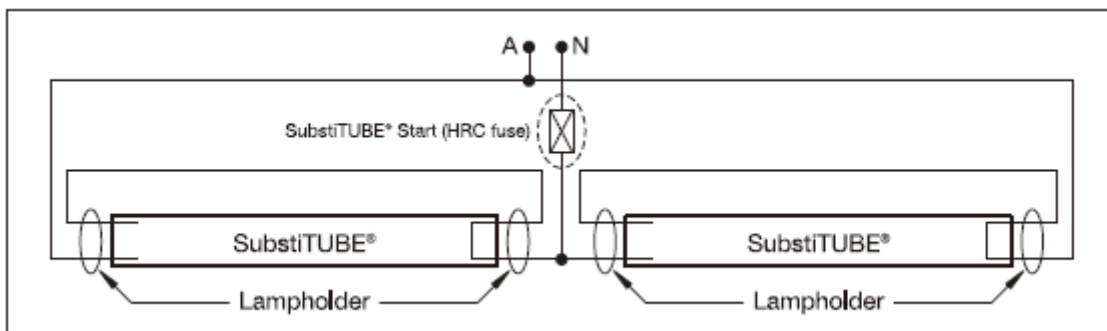 A N
SubstiTUBE® Start (HRC fuse)
SubstiTUBE® SubstiTUBE®
Lampholder Lampholder